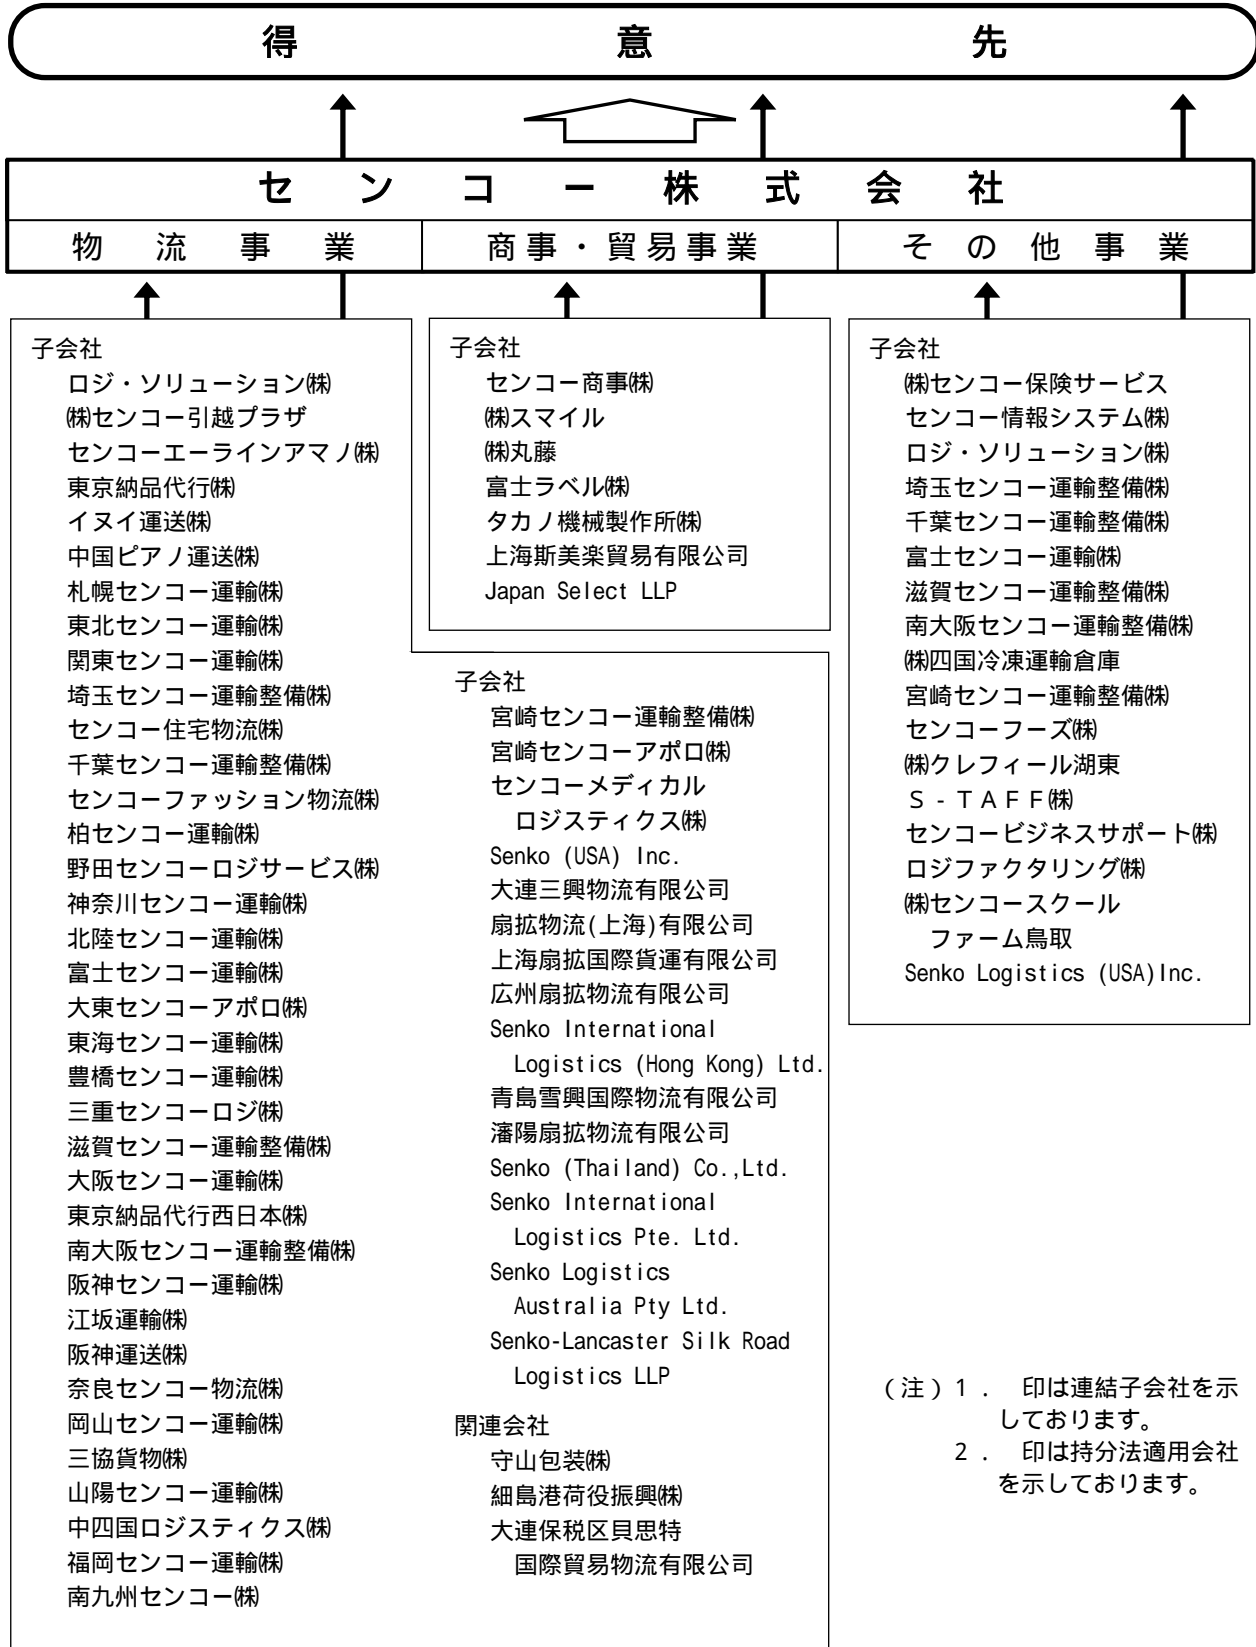 得意先
センコー株式会社
物流事業
商事・貿易事業
その他事業
子会社
ロジ・ソリューション㈱
㈱センコー引越プラザ
センコーエーラインアマノ㈱
東京納品代行㈱
イヌイ運送㈱
中国ピアノ運送㈱
札幌センコー運輸㈱
東北センコー運輸㈱
関東センコー運輸㈱
埼玉センコー運輸整備㈱
センコー住宅物流㈱
千葉センコー運輸整備㈱
センコーファッション物流㈱
柏センコー運輸㈱
野田センコーロジサービス㈱
神奈川センコー運輸㈱
北陸センコー運輸㈱
富士センコー運輸㈱
大東センコーアポロ㈱
東海センコー運輸㈱
豊橋センコー運輸㈱
三重センコーロジ㈱
滋賀センコー運輸整備㈱
大阪センコー運輸㈱
東京納品代行西日本㈱
南大阪センコー運輸整備㈱
阪神センコー運輸㈱
江坂運輸㈱
阪神運送㈱
奈良センコー物流㈱
岡山センコー運輸㈱
三協貨物㈱
山陽センコー運輸㈱
中四国ロジスティクス㈱
福岡センコー運輸㈱
南九州センコー㈱
子会社
宮崎センコー運輸整備㈱
宮崎センコーアポロ㈱
センコーメディカル
ロジスティクス㈱
Senko (USA) Inc.
大連三興物流有限公司
扇拡物流(上海)有限公司
上海扇拡国際貨運有限公司
広州扇拡物流有限公司
Senko International
Logistics (Hong Kong) Ltd.
青島雪興国際物流有限公司
瀋陽扇拡物流有限公司
Senko (Thailand) Co.,Ltd.
Senko International
Logistics Pte. Ltd.
Senko Logistics
Australia Pty Ltd.
Senko-Lancaster Silk Road
Logistics LLP
関連会社
守山包装㈱
細島港荷役振興㈱
大連保税区貝思特
国際貿易物流有限公司
子会社
センコー商事㈱
㈱スマイル
㈱丸藤
富士ラベル㈱
タカノ機械製作所㈱
上海斯美楽貿易有限公司
Japan Select LLP
子会社
㈱センコー保険サービス
センコー情報システム㈱
ロジ・ソリューション㈱
埼玉センコー運輸整備㈱
千葉センコー運輸整備㈱
富士センコー運輸㈱
滋賀センコー運輸整備㈱
南大阪センコー運輸整備㈱
㈱四国冷凍運輸倉庫
宮崎センコー運輸整備㈱
センコーフーズ㈱
㈱クレフィール湖東
Ｓ-ＴＡＦＦ㈱
センコービジネスサポート㈱
ロジファクタリング㈱
㈱センコースクール
ファーム鳥取
Senko Logistics (USA)Inc.
（注）１．　印は連結子会社を示
しております。
２．　印は持分法適用会社
を示しております。